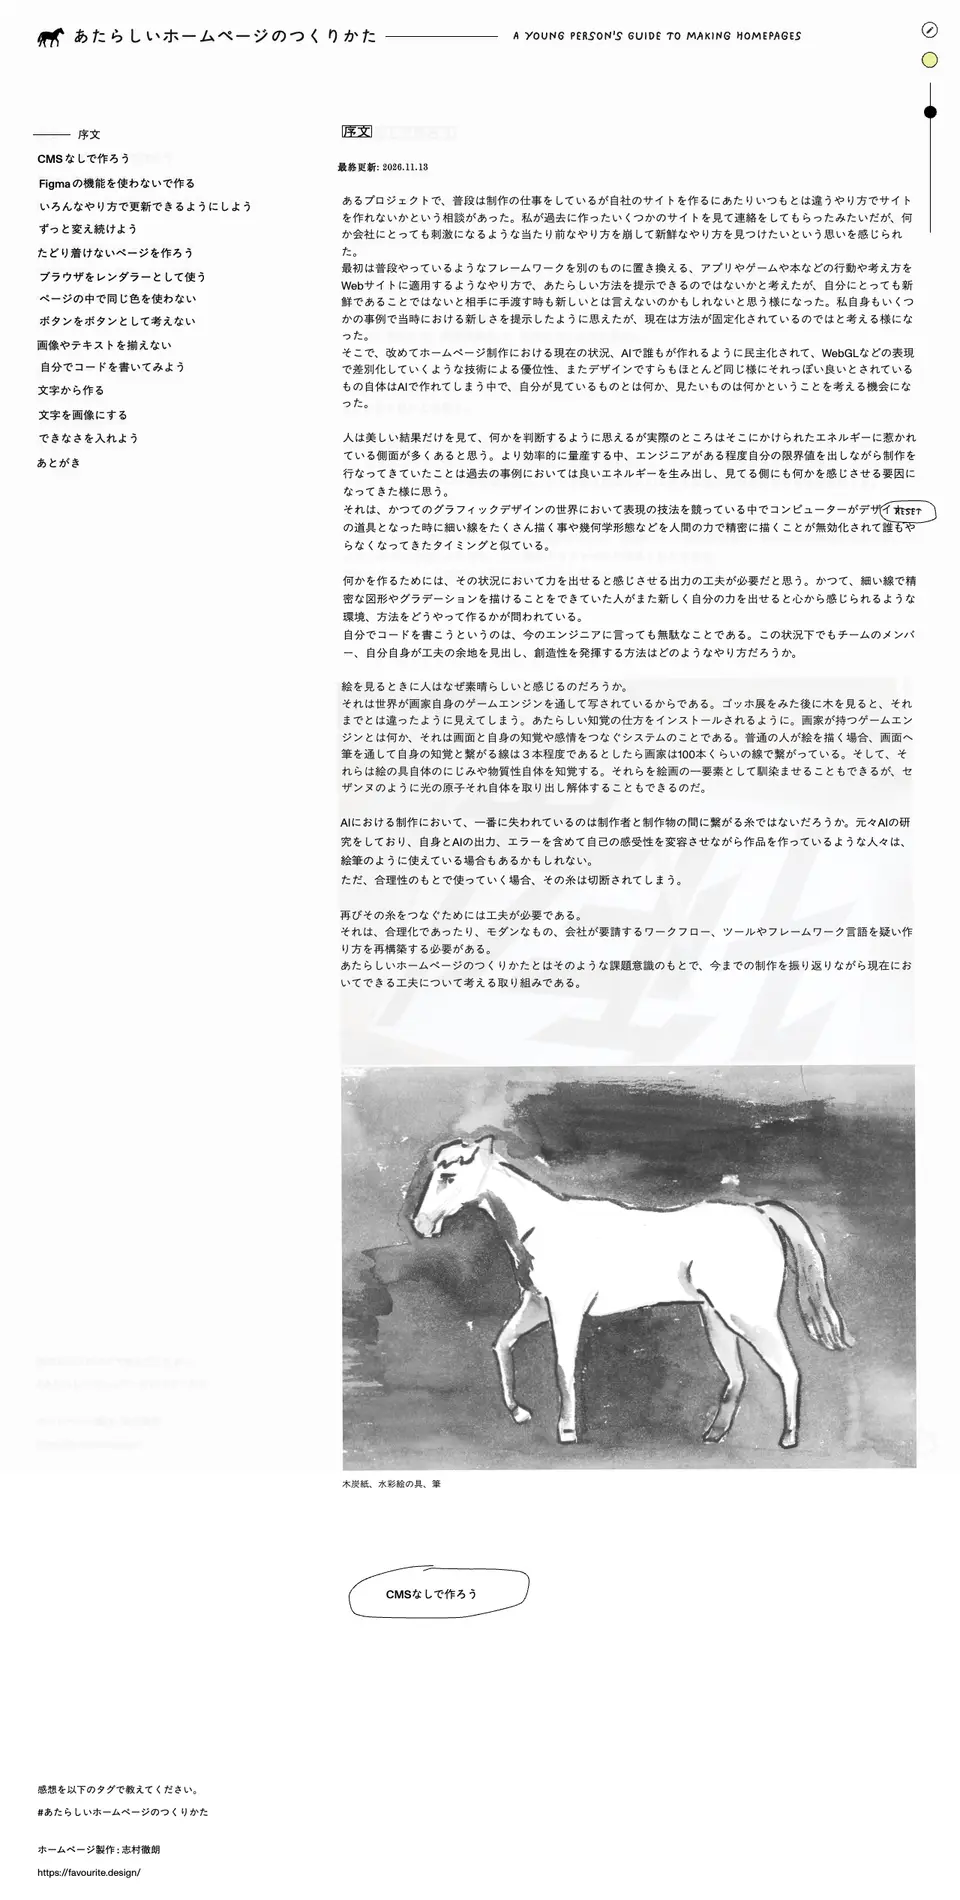 あたらしいホームページのつくりかた
A YOUNG PERSON'S GUIDE TO MAKING HOMEPAGES
序文
CMSなしで作ろう
Figmaの機能を使わないで作る
いろんなやり方で更新できるようにしよう
ずっと変え続けよう
たどり着けないページを作ろう
ブラウザをレンダラーとして使う
ページの中で同じ色を使わない
ボタンをボタンとして考えない
画像やテキストを揃えない
自分でコードを書いてみよう
文字から作る
文字を画像にする
できなさを入れよう
あとがき
序文
最終更新: 2026.11.13
あるプロジェクトで、普段は制作の仕事をしているが自社のサイトを作るにあたりいつもとは違うやり方でサイト
を作れないかという相談があった。私が過去に作ったいくつかのサイトを見て連絡をしてもらったみたいだが、何
か会社にとっても刺激になるような当たり前なやり方を崩して新鮮なやり方を見つけたいという思いを感じられ
た。
最初は普段やっているようなフレームワークを別のものに置き換える、アプリやゲームや本などの行動や考え方を
Webサイトに適用するようなやり方で、あたらしい方法を提示できるのではないかと考えたが、自分にとっても新
鮮であることではないと相手に手渡す時も新しいとは言えないのかもしれないと思う様になった。私自身もいくつ
かの事例で当時における新しさを提示したように思えたが、現在は方法が固定化されているのではと考える様にな
った。
そこで、改めてホームページ制作における現在の状況、AIで誰もが作れるように民主化されて、WebGLなどの表現
で差別化していくような技術による優位性、またデザインですらもほとんど同じ様にそれっぽい良いとされている
もの自体はAIで作れてしまう中で、自分が見ているものとは何か、見たいものは何かということを考える機会にな
った。
人は美しい結果だけを見て、何かを判断するように思えるが実際のところはそこにかけられたエネルギーに惹かれ
ている側面が多くあると思う。より効率的に量産する中、エンジニアがある程度自分の限界値を出しながら制作を
行なってきていたことは過去の事例においては良いエネルギーを生み出し、見てる側にも何かを感じさせる要因に
なってきた様に思う。
それは、かつてのグラフィックデザインの世界において表現の技法を競っている中でコンピューターがデザイ
RESET
の道具となった時に細い線をたくさん描く事や幾何学形態などを人間の力で精密に描くことが無効化されて誰もや
らなくなってきたタイミングと似ている。
何かを作るためには、その状況において力を出せると感じさせる出力の工夫が必要だと思う。かつて、細い線で精
密な図形やグラデーションを描けることをできていた人がまた新しく自分の力を出せると心から感じられるような
環境、方法をどうやって作るかが問われている。
自分でコードを書こうというのは、今のエンジニアに言っても無駄なことである。この状況下でもチームのメンバ
ー、自分自身が工夫の余地を見出し、創造性を発揮する方法はどのようなやり方だろうか。
絵を見るときに人はなぜ素晴らしいと感じるのだろうか。
それは世界が画家自身のゲームエンジンを通して写されているからである。ゴッホ展をみた後に木を見ると、それ
までとは違ったように見えてしまう。あたらしい知覚の仕方をインストールされるように。画家が持つゲームエン
ジンとは何か、それは画面と自身の知覚や感情をつなぐシステムのことである。普通の人が絵を描く場合、画面へ
筆を通して自身の知覚と繋がる線は３本程度であるとしたら画家は100本くらいの線で繋がっている。そして、そ
れらは絵の具自体のにじみや物質性自体を知覚する。それらを絵画の一要素として馴染ませることもできるが、セ
ザンヌのように光の原子それ自体を取り出し解体することもできるのだ。
AIにおける制作において、一番に失われているのは制作者と制作物の間に繋がる糸ではないだろうか。元々AIの研
究をしており、自身とAIの出力、エラーを含めて自己の感受性を変容させながら作品を作っているような人々は、
絵筆のように使えている場合もあるかもしれない。
ただ、合理性のもとで使っていく場合、その糸は切断されてしまう。
再びその糸をつなぐためには工夫が必要である。
それは、合理化であったり、モダンなもの、会社が要請するワークフロー、ツールやフレームワーク言語を疑い作
り方を再構築する必要がある。
あたらしいホームページのつくりかたとはそのような課題意識のもとで、今までの制作を振り返りながら現在にお
いてできる工夫について考える取り組みである。
木炭紙、水彩絵の具、筆
CMSなしで作ろう
感想を以下のタグで教えてください。
#あたらしいホームページのつくりかた
ホームページ製作 : 志村徹朗
https://favourite.design/